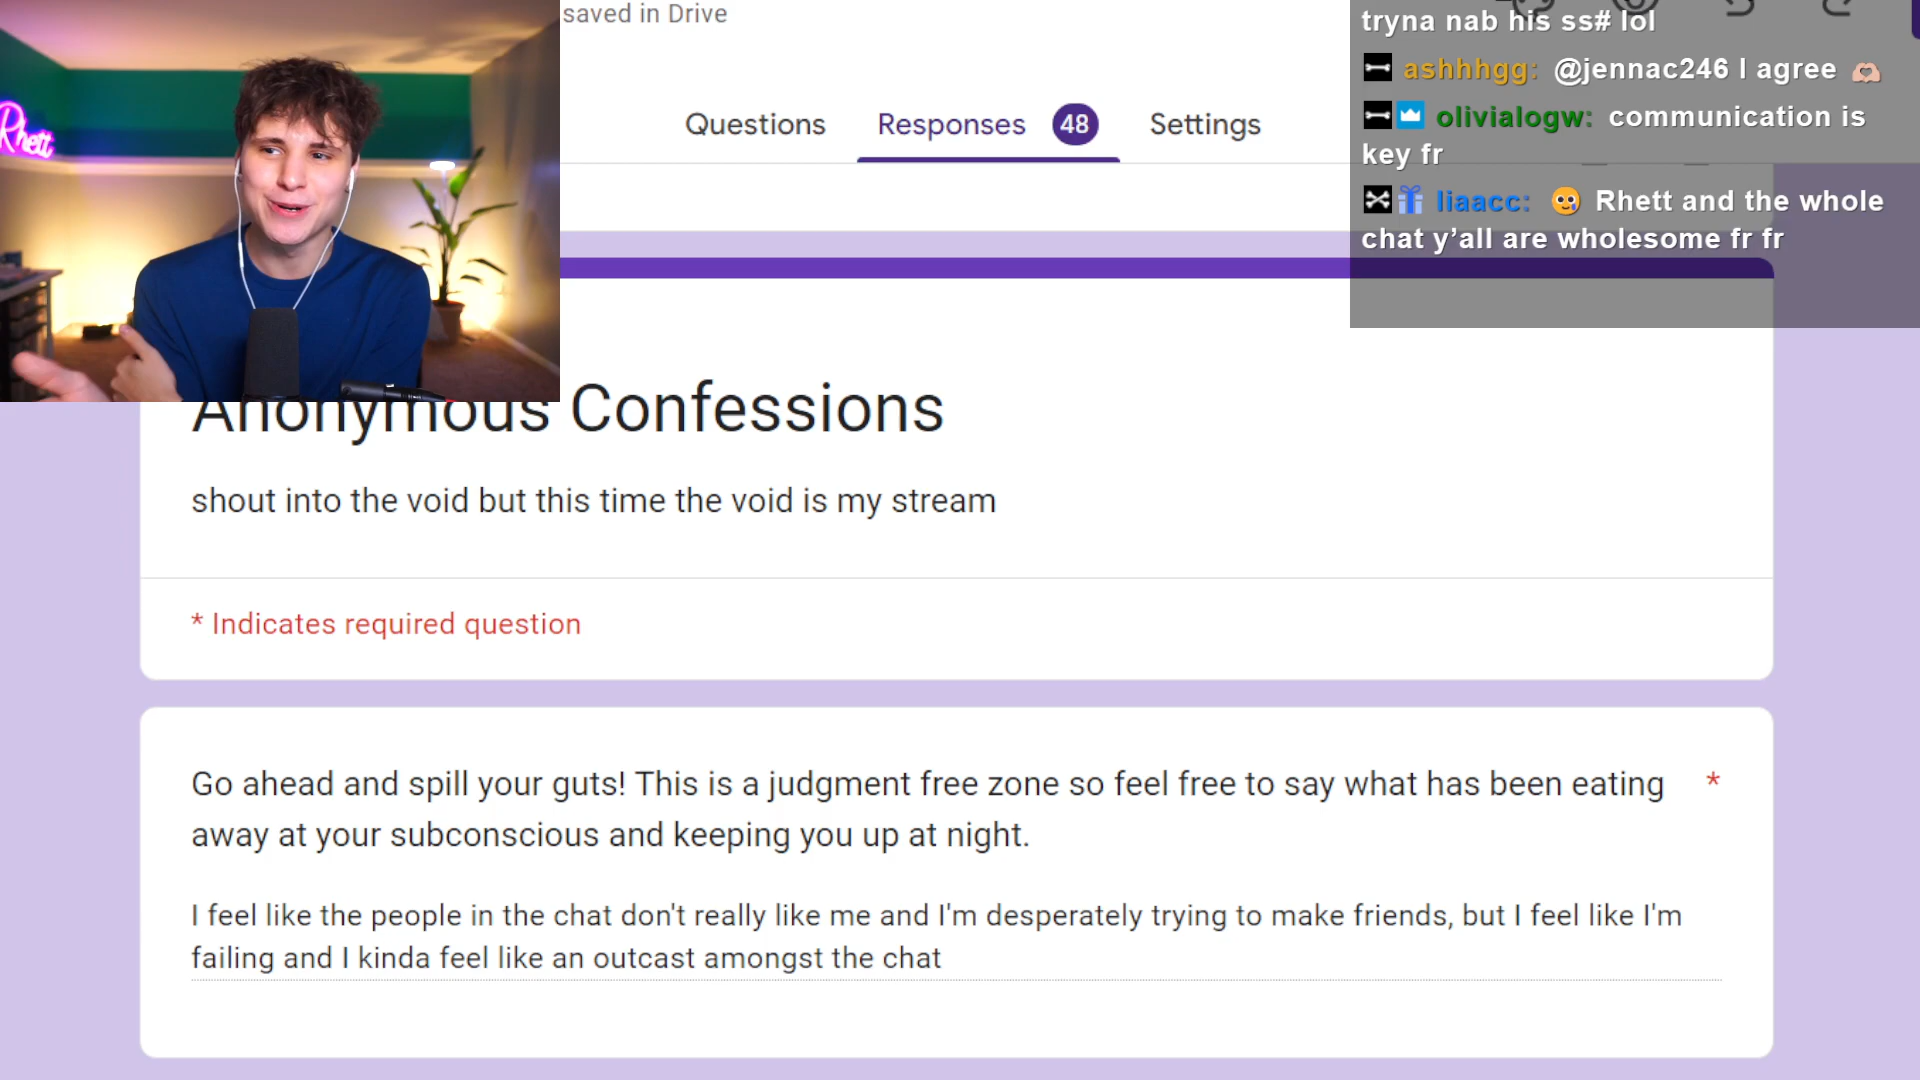 saved in Drive
Rhett
Questions Responses 48 Settings
tryna nab his ss# lol
ashhhgg: @jennac246 I agree
olivialogw: communication is
key fr
liaacc: Rhett and the whole
chat y’all are wholesome fr fr
Anonymous Confessions
shout into the void but this time the void is my stream
* Indicates required question
Go ahead and spill your guts! This is a judgment free zone so feel free to say what has been eating *
away at your subconscious and keeping you up at night.
I feel like the people in the chat don't really like me and I'm desperately trying to make friends, but I feel like I'm
failing and I kinda feel like an outcast amongst the chat